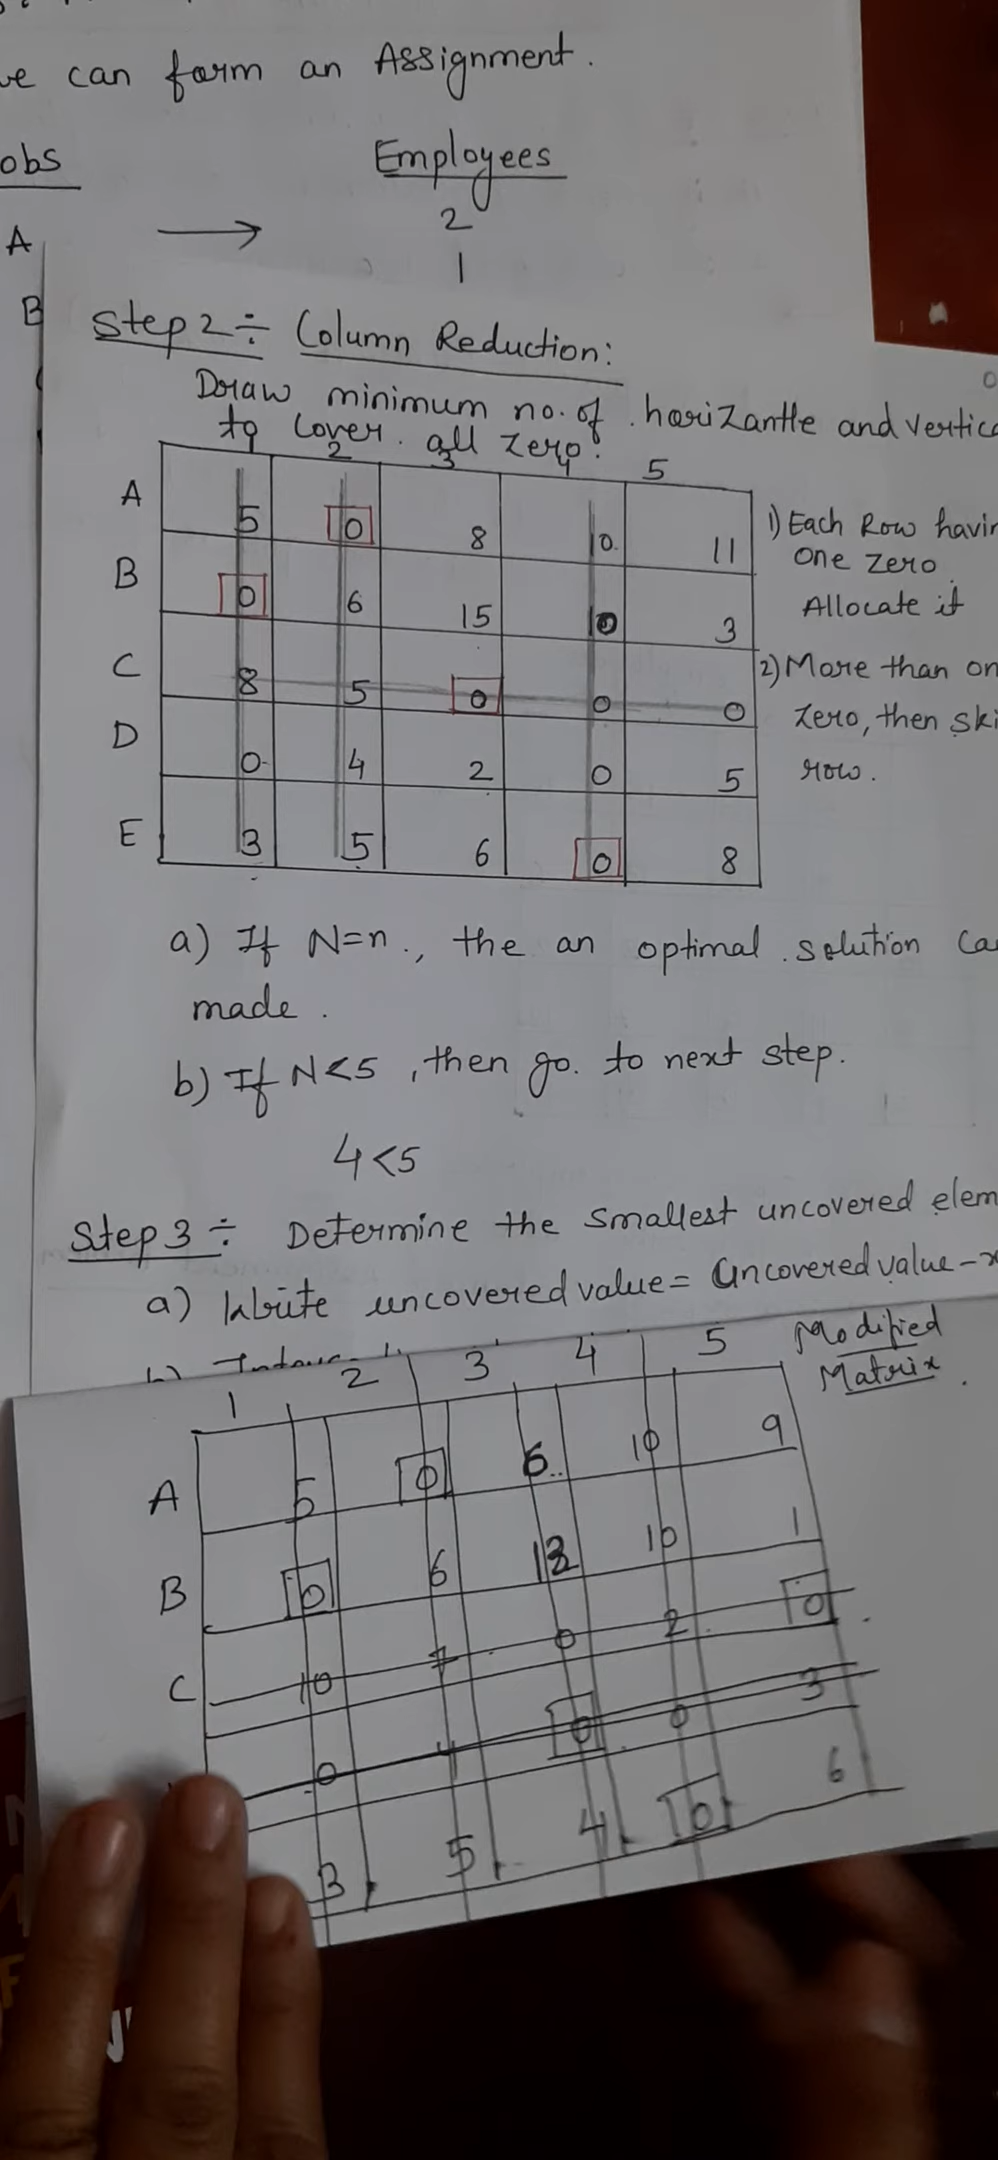 we can form an Assignment.
obs Employees
A → 2
1
B Step 2 ÷ Column Reduction:
Draw minimum no. of horizantle and vertic
to cover all zero.
2 3 4 5
A 5 0 8 0 11
B 0 6 15 0 3
C 8 5 0 0 0
D 0 4 2 0 5
E 3 5 6 0 8
1) Each Row havin
one zero
Allocate it
2) More than on
zero, then ski
row.
a) If N=n., the an optimal solution ca
made.
b) If N<5, then go. to next step.
4<5
Step 3 ÷ Determine the smallest uncovered elem
a) Write uncovered value = Uncovered value -
1 2 3 4 5 Modified
Matrix.
A 5 0 6 10 9
B 0 6 13 10 1
C 10 7 0 2 0
0 4 0 0 3
3 5 4 0 6